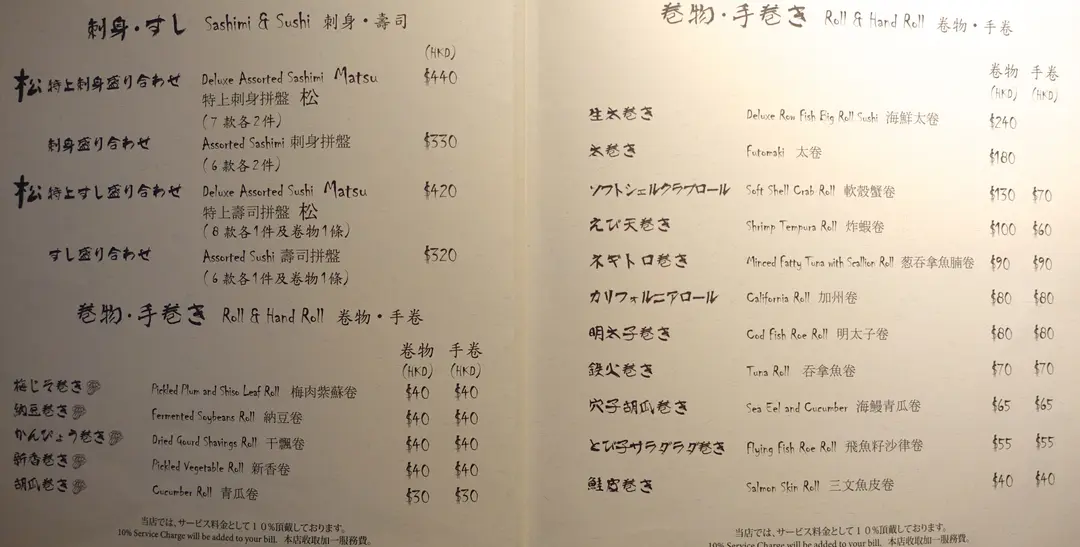 刺身・すし Sashimi & Sushi 刺身・壽司
(HKD)
松 特上刺身盛り合わせ Deluxe Assorted Sashimi Matsu $440
特上刺身拼盤 松
(7款各2件)
刺身盛り合わせ Assorted Sashimi 刺身拼盤 $330
(6款各2件)
松 特上すし盛り合わせ Deluxe Assorted Sushi Matsu $420
特上壽司拼盤 松
(8款各1件及卷物1條)
すし盛り合わせ Assorted Sushi 壽司拼盤 $320
(6款各1件及卷物1條)
巻物・手巻き Roll & Hand Roll 卷物・手卷
卷物 手卷
(HKD) (HKD)
梅じそ巻き Pickled Plum and Shiso Leaf Roll 梅肉紫蘇卷 $40 $40
納豆巻き Fermented Soybeans Roll 納豆卷 $40 $40
かんぴょう巻き Dried Gourd Shavings Roll 干瓢卷 $40 $40
新香巻き Pickled Vegetable Roll 新香卷 $40 $40
胡瓜巻き Cucumber Roll 青瓜卷 $30 $30
当店では、サービス料金として10%頂戴しております。
10% Service Charge will be added to your bill. 本店收取加一服務費。
巻物・手巻き Roll & Hand Roll 卷物・手卷
卷物 手卷
(HKD) (HKD)
生太巻き Deluxe Row Fish Big Roll Sushi 海鮮太卷 $240
太巻き Futomaki 太卷 $180
ソフトシェルクラブロール Soft Shell Crab Roll 軟殼蟹卷 $130 $70
えび天巻き Shrimp Tempura Roll 炸蝦卷 $100 $60
ネギトロ巻き Minced Fatty Tuna with Scallion Roll 葱吞拿魚腩卷 $90 $90
カリフォルニアロール California Roll 加州卷 $80 $80
明太子巻き Cod Fish Roe Roll 明太子卷 $80 $80
鉄火巻き Tuna Roll 吞拿魚卷 $70 $70
穴子胡瓜巻き Sea Eel and Cucumber 海鰻青瓜卷 $65 $65
とび子サラダラダ巻き Flying Fish Roe Roll 飛魚籽沙律卷 $55 $55
鮭皮巻き Salmon Skin Roll 三文魚皮卷 $40 $40
当店では、サービス料金として10%頂戴しております。
10% Service Charge will be added to your bill. 本店收取加一服務費。